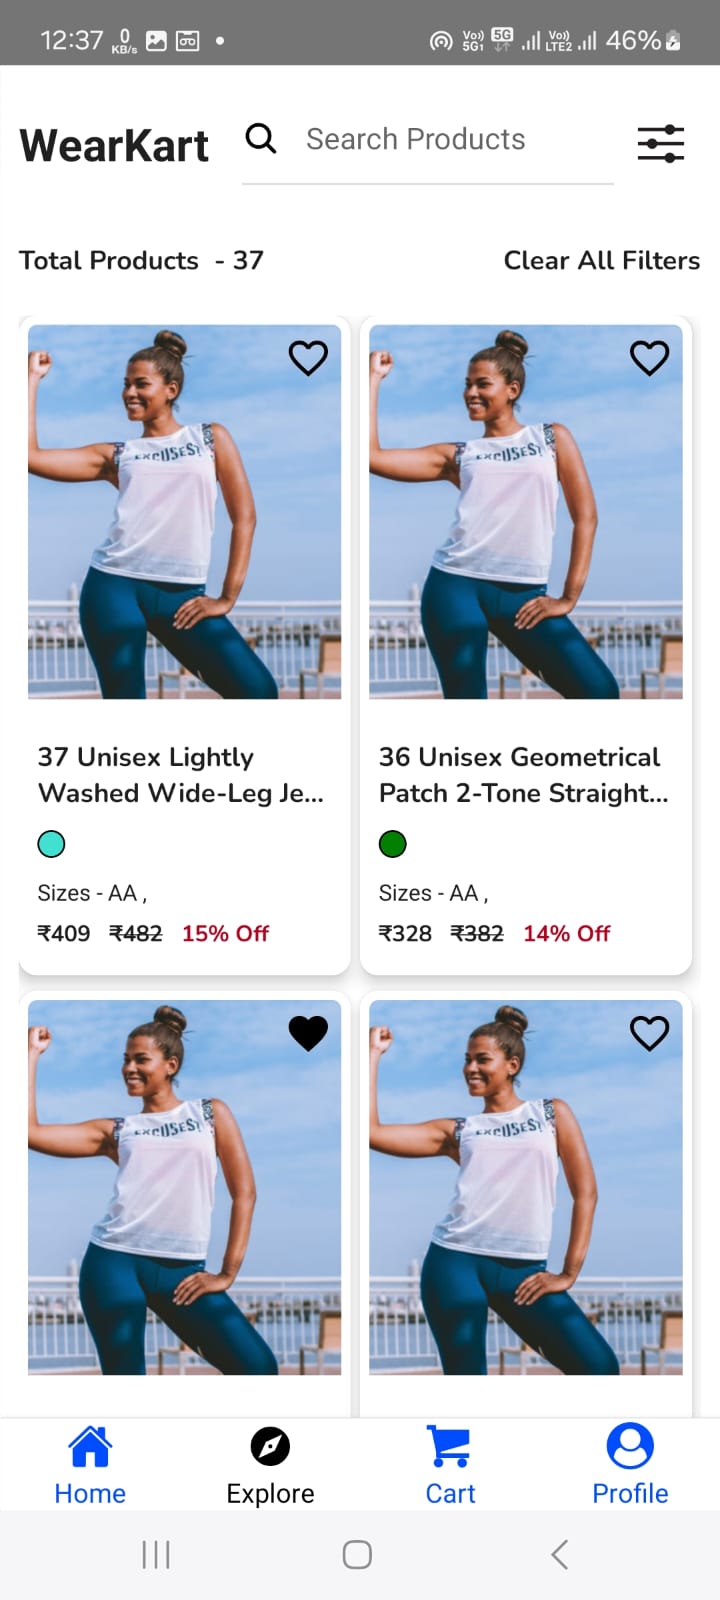 12:37 0 KB/s Vo)) 5G1 5G Vo)) LTE2 46%
WearKart Search Products
Total Products - 37 Clear All Filters
EXCUSES?
EXCUSES?
37 Unisex Lightly
Washed Wide-Leg Je...
36 Unisex Geometrical
Patch 2-Tone Straight...
Sizes - AA ,
Sizes - AA ,
₹409 ₹482 15% Off
₹328 ₹382 14% Off
EXCUSES?
EXCUSES?
Home Explore Cart Profile